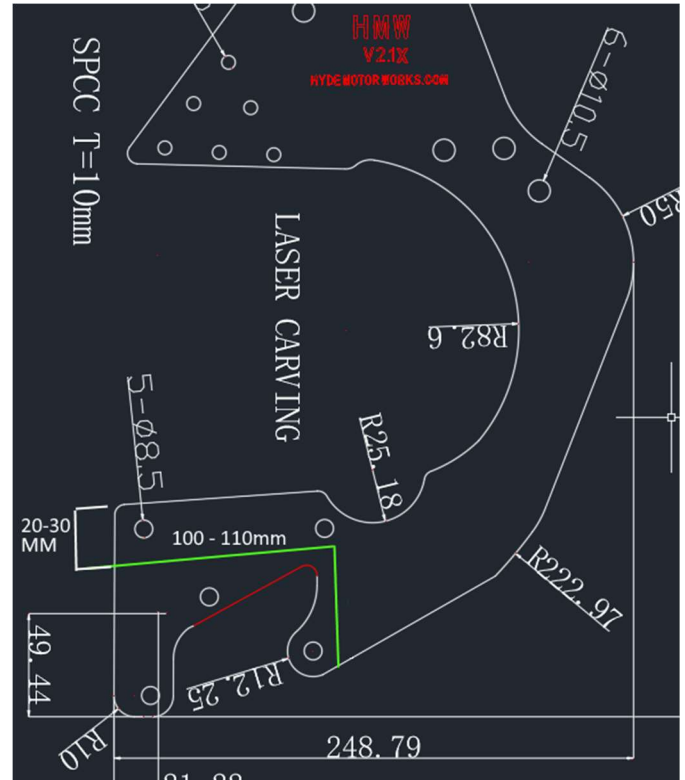 HMW
V2.1X
HYDEMOTORWORKS.COM
SPCC T=10mm
6-Ø10.5
R50
LASER CARVING
R82.6
5-Ø8.5
R25.18
20-30
MM
100 - 110mm
R222.97
49.44
R12.25
R10
248.79